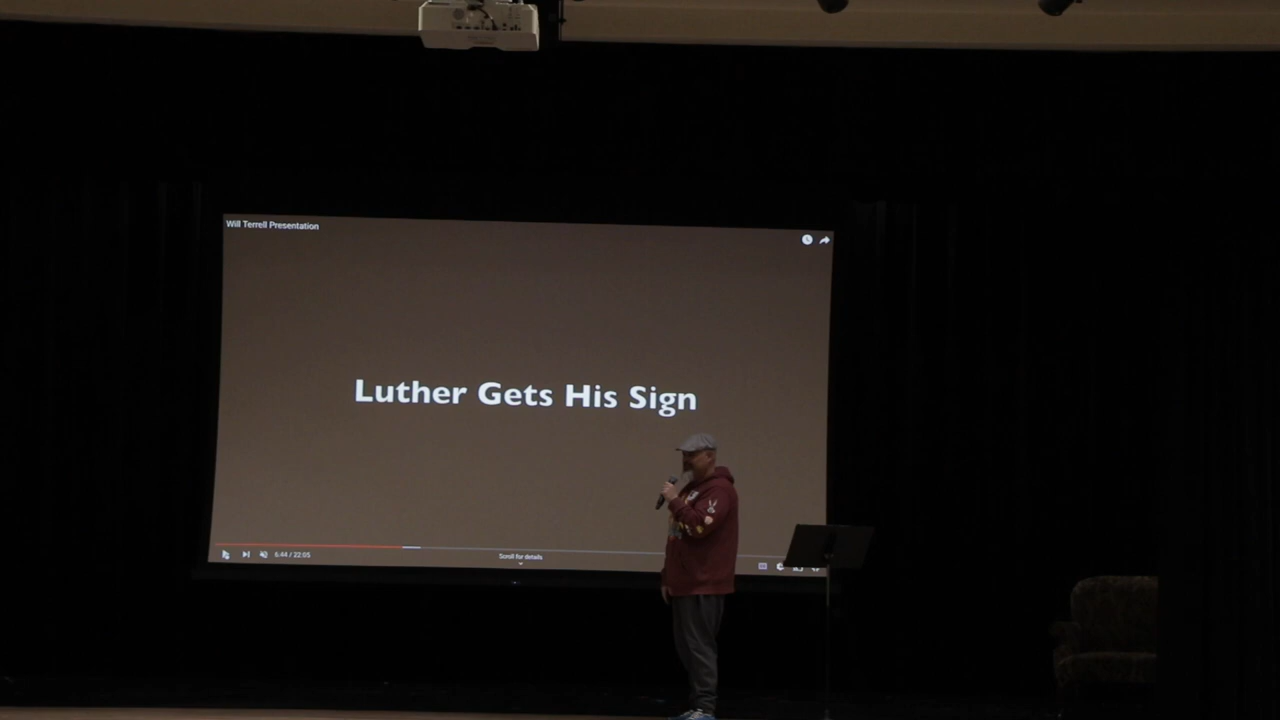 Will Terrell Presentation
Luther Gets His Sign
6:44 / 22:05
Scroll for details